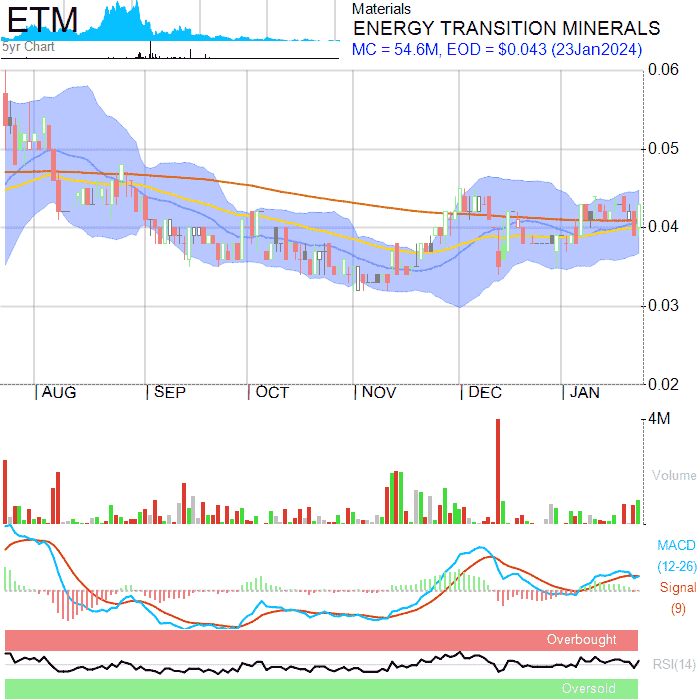 ETM
5yr Chart
Materials
ENERGY TRANSITION MINERALS
MC = 54.6M, EOD = $0.043 (23Jan2024)
0.06
0.05
0.04
0.03
0.02
AUG SEP OCT NOV DEC JAN
4M
Volume
MACD
(12-26)
Signal
(9)
Overbought
RSI(14)
Oversold